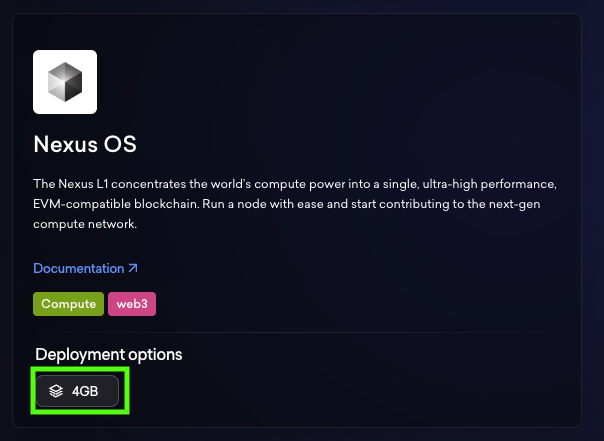 Nexus OS
The Nexus L1 concentrates the world's compute power into a single, ultra-high performance,
EVM-compatible blockchain. Run a node with ease and start contributing to the next-gen
compute network.
Documentation ↗
Compute web3
Deployment options
4GB